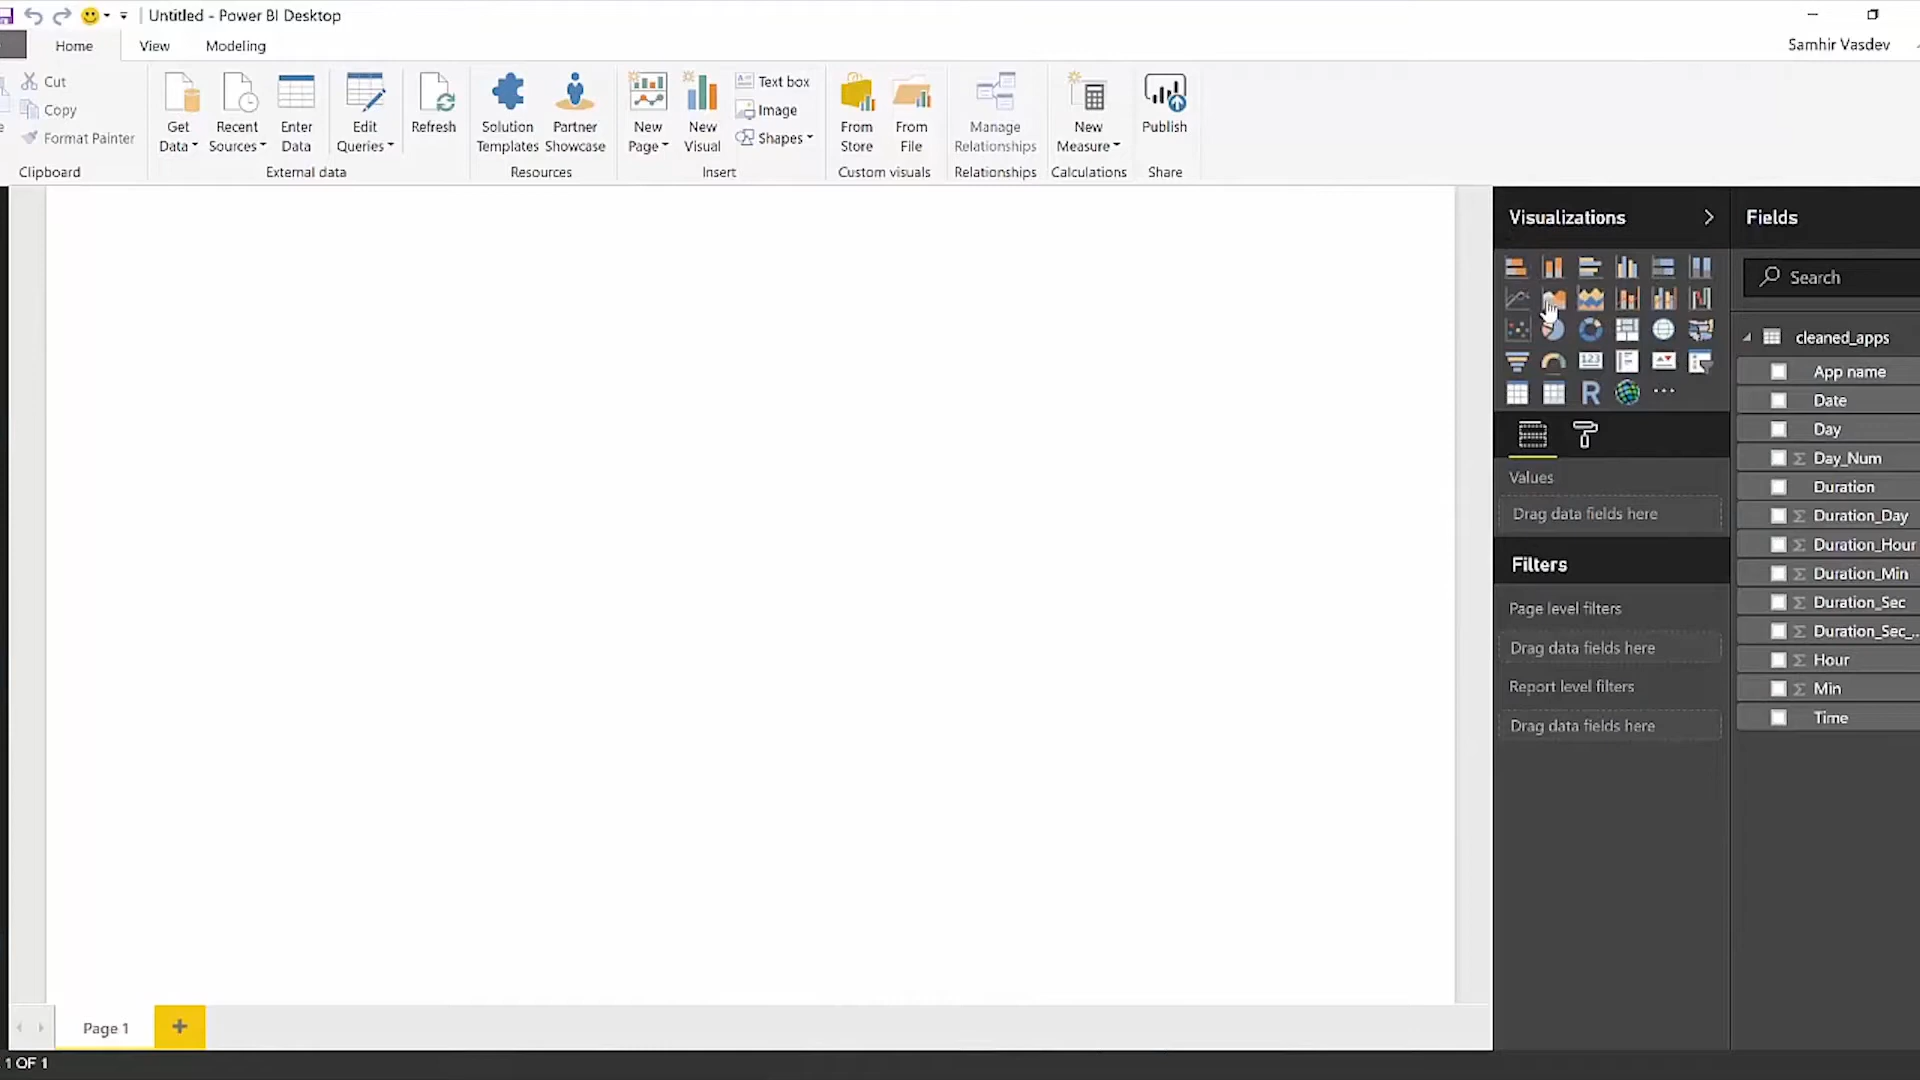 Untitled - Power BI Desktop
Home View Modeling Samhir Vasdev
Cut
Copy
Format Painter
Clipboard
Get Data
Recent Sources
Enter Data
Edit Queries
Refresh
External data
Solution Templates
Partner Showcase
Resources
New Page
New Visual
Text box
Image
Shapes
Insert
From Store
From File
Custom visuals
Manage Relationships
Relationships
New Measure
Calculations
Publish
Share
Visualizations
123
R
Values
Drag data fields here
Filters
Page level filters
Drag data fields here
Report level filters
Drag data fields here
Fields
Search
cleaned_apps
App name
Date
Day
Σ Day_Num
Duration
Σ Duration_Day
Σ Duration_Hour
Σ Duration_Min
Σ Duration_Sec
Σ Duration_Sec_...
Σ Hour
Σ Min
Time
Page 1 +
1 OF 1